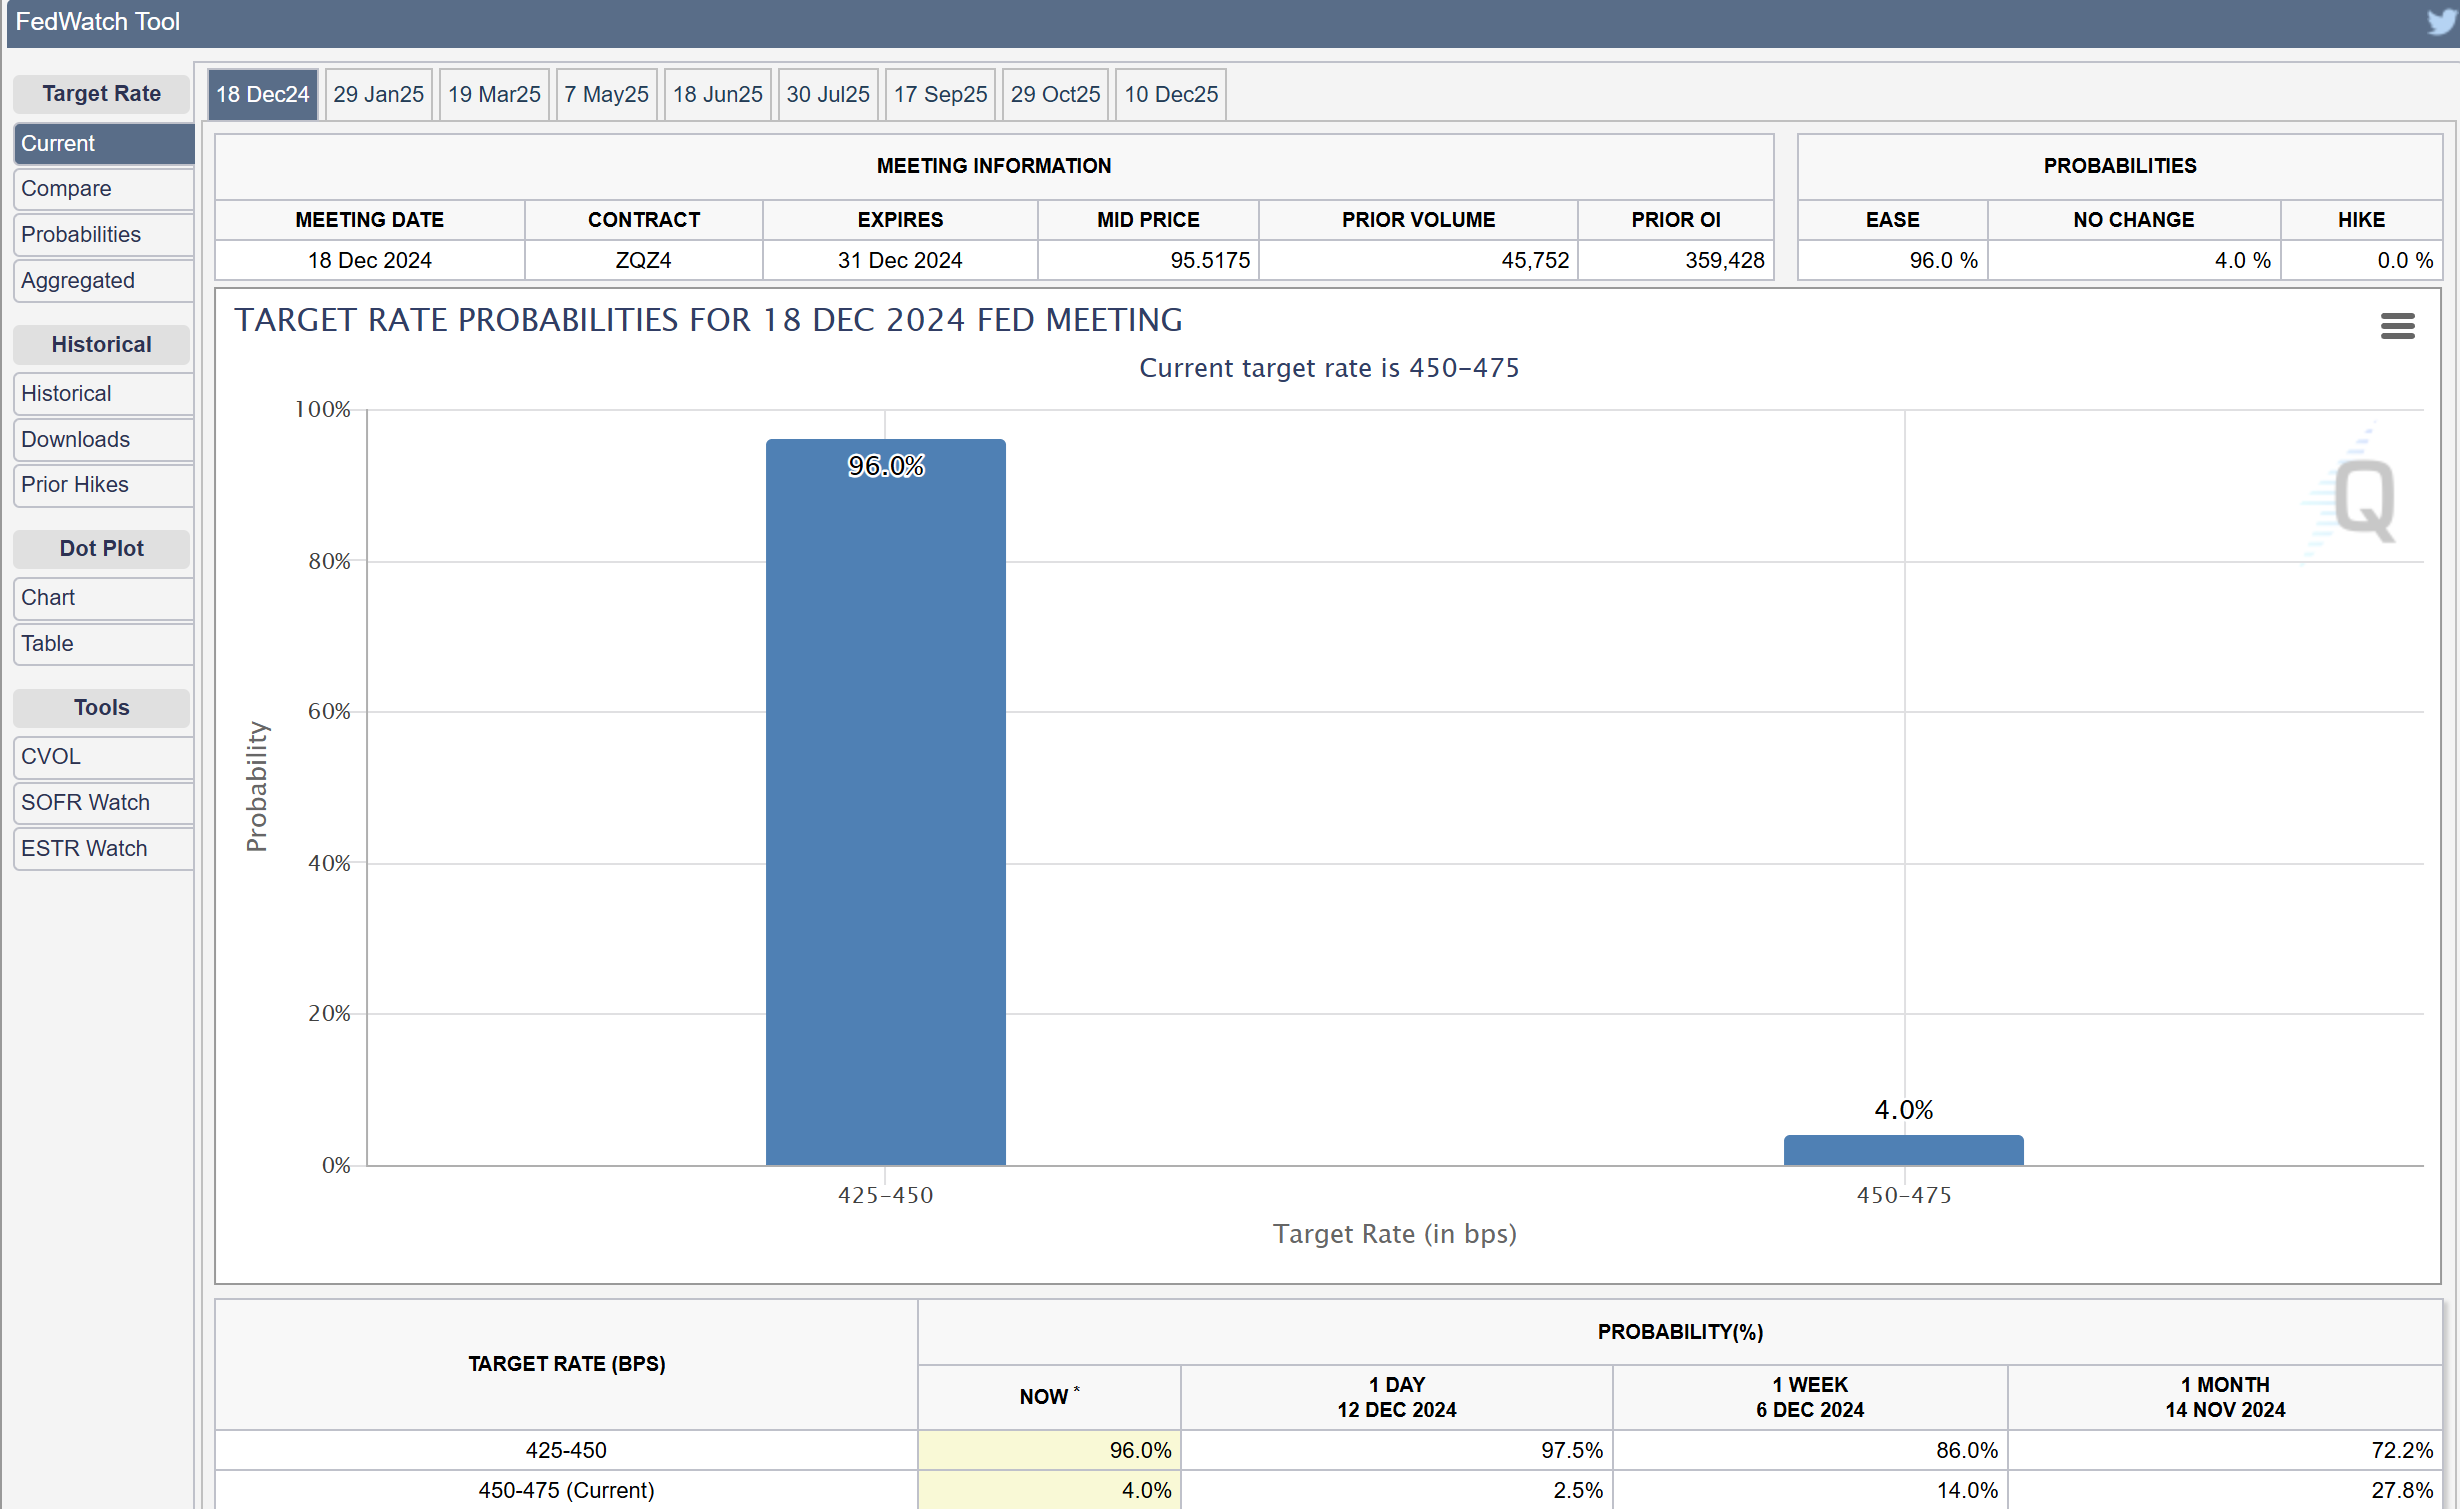 FedWatch Tool
Target Rate
Current
Compare
Probabilities
Aggregated
Historical
Historical
Downloads
Prior Hikes
Dot Plot
Chart
Table
Tools
CVOL
SOFR Watch
ESTR Watch
18 Dec24 29 Jan25 19 Mar25 7 May25 18 Jun25 30 Jul25 17 Sep25 29 Oct25 10 Dec25
MEETING INFORMATION
MEETING DATE CONTRACT EXPIRES MID PRICE PRIOR VOLUME PRIOR OI
18 Dec 2024 ZQZ4 31 Dec 2024 95.5175 45,752 359,428
PROBABILITIES
EASE NO CHANGE HIKE
96.0 % 4.0 % 0.0 %
TARGET RATE PROBABILITIES FOR 18 DEC 2024 FED MEETING
Current target rate is 450-475
Probability
100%
80%
60%
40%
20%
0%
96.0%
4.0%
Q
425-450 450-475
Target Rate (in bps)
TARGET RATE (BPS) PROBABILITY(%)
NOW * 1 DAY 1 WEEK 1 MONTH
12 DEC 2024 6 DEC 2024 14 NOV 2024
425-450 96.0% 97.5% 86.0% 72.2%
450-475 (Current) 4.0% 2.5% 14.0% 27.8%